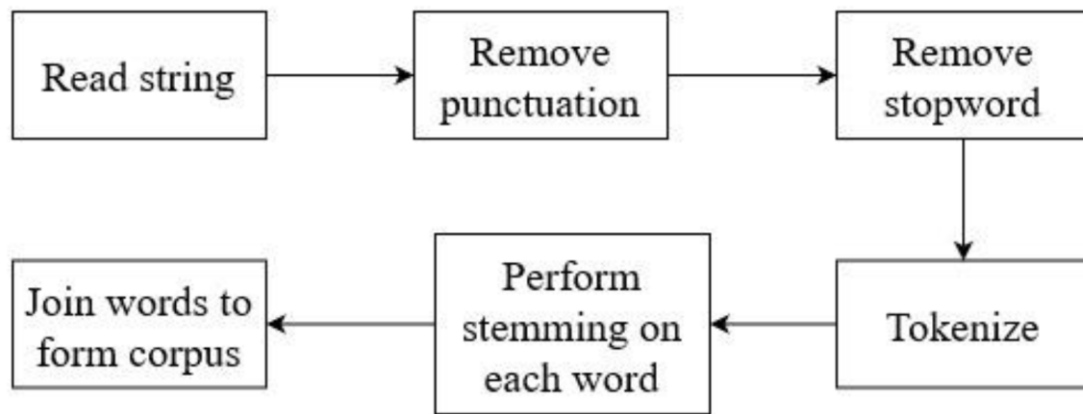 Read string
Remove
punctuation
Remove
stopword
Tokenize
Perform
stemming on
each word
Join words to
form corpus